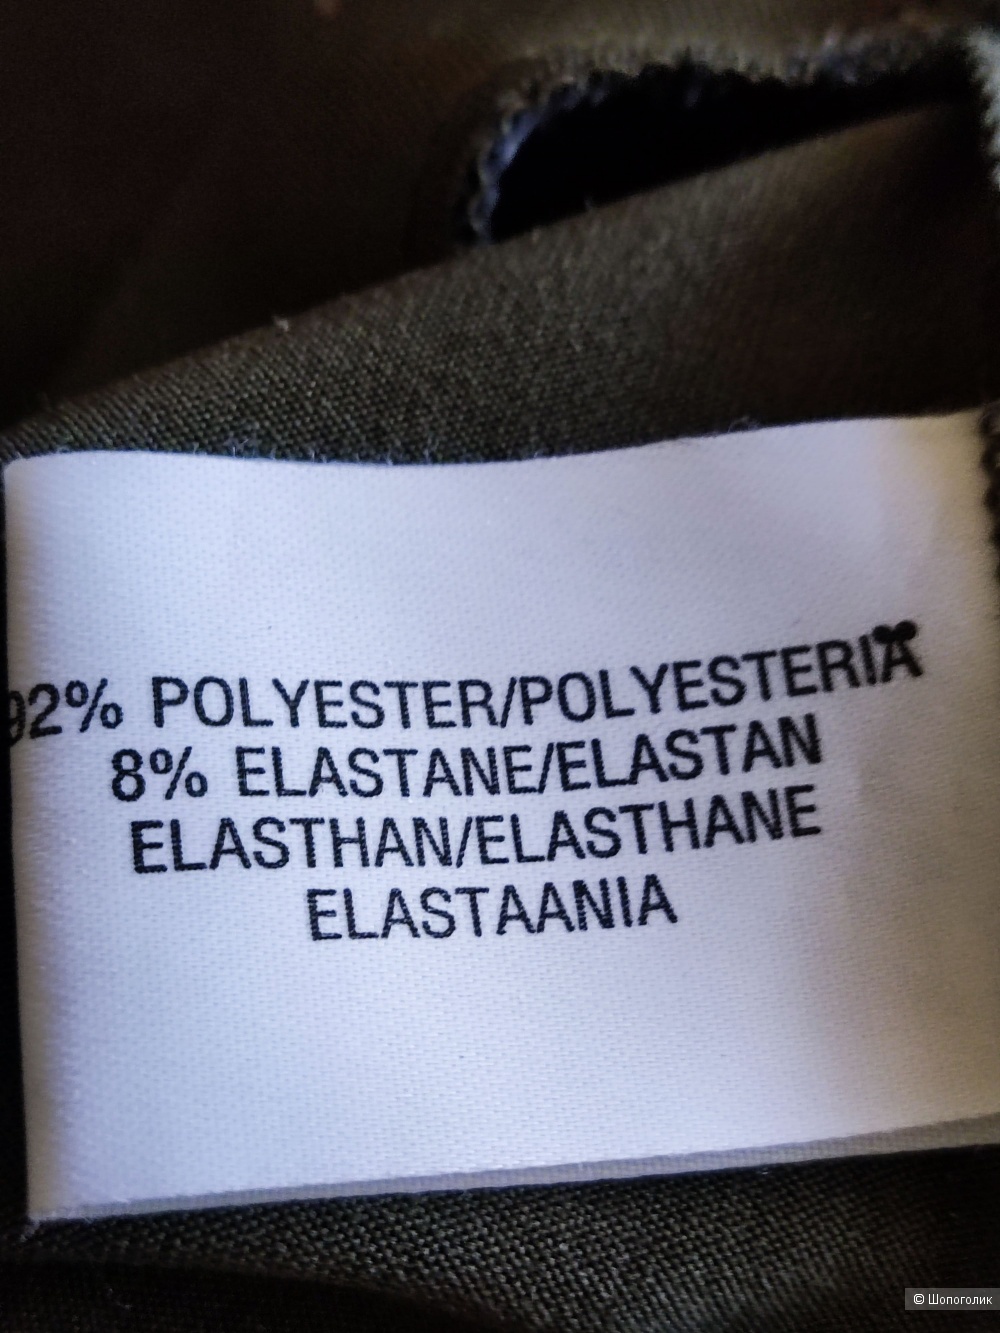 92% POLYESTER/POLYESTERIA
8% ELASTANE/ELASTAN
ELASTHAN/ELASTHANE
ELASTAANIA
© Шопоголик